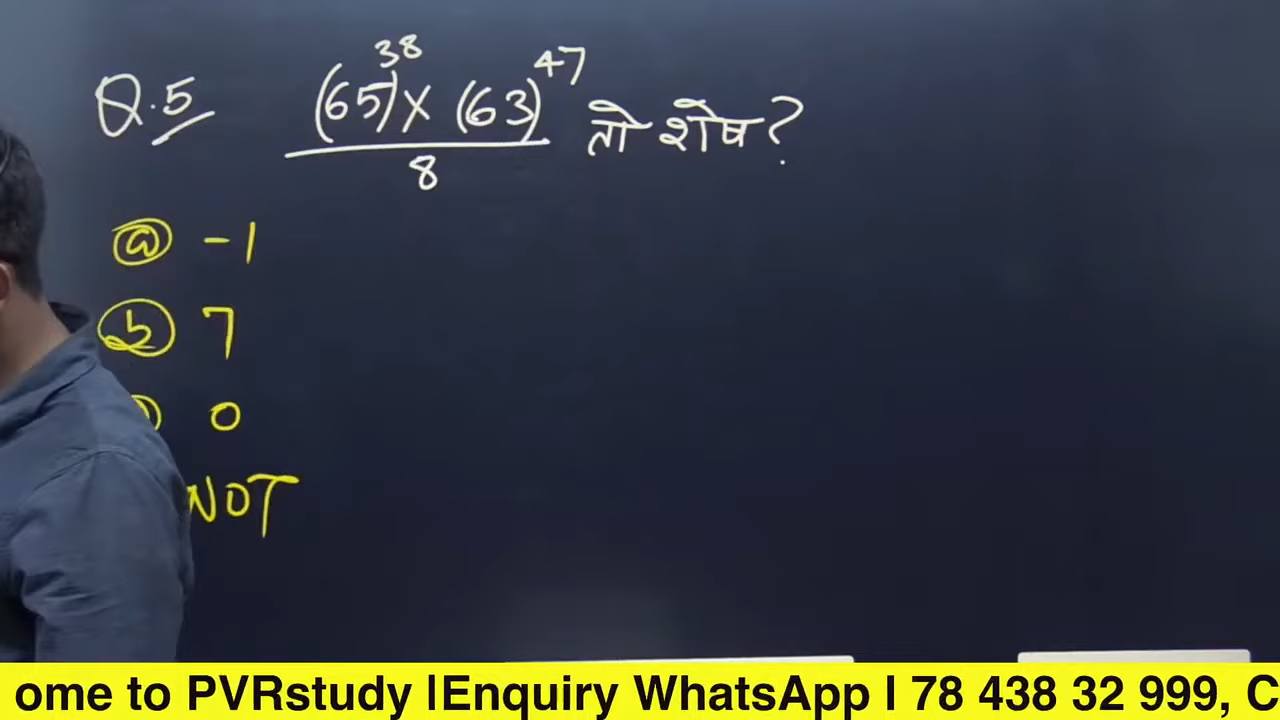 Q.5 (65)^38 × (63)^47 / 8 तो शेष ?
(a) -1
(b) 7
0
NOT
ome to PVRstudy |Enquiry WhatsApp | 78 438 32 999, C